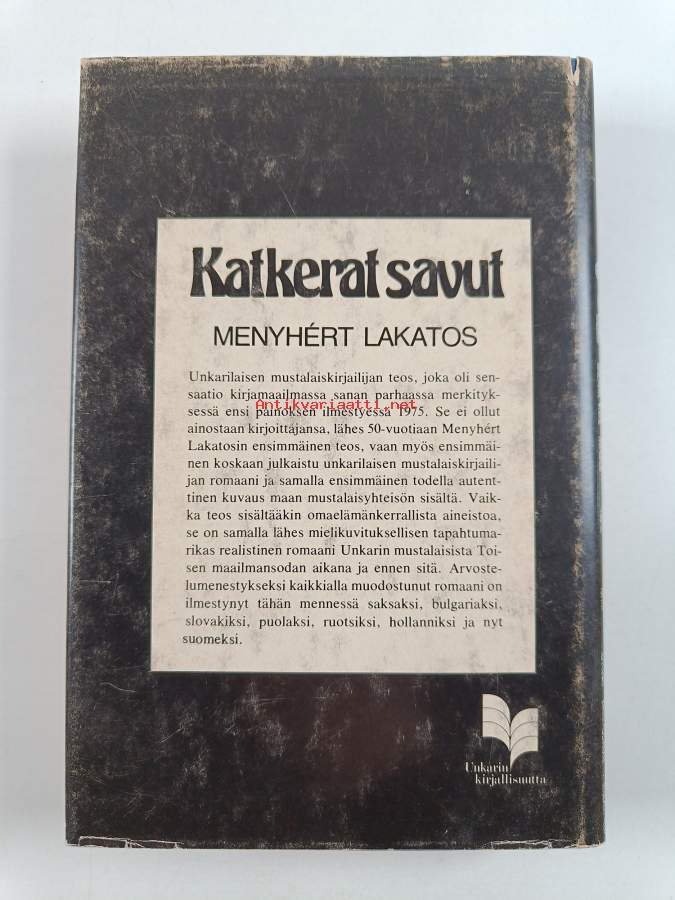 Katkerat savut
MENYHÉRT LAKATOS
Unkarilaisen mustalaiskirjailijan teos, joka oli sen-
saatio kirjamaailmassa sanan parhaassa merkityk-
sessä ensi painoksen ilmestyessä 1975. Se ei ollut
Antikvariaatti.net
ainostaan kirjoittajansa, lähes 50-vuotiaan Menyhért
Lakatosin ensimmäinen teos, vaan myös ensimmäi-
nen koskaan julkaistu unkarilaisen mustalaiskirjaili-
jan romaani ja samalla ensimmäinen todella autent-
tinen kuvaus maan mustalaisyhteisön sisältä. Vaik-
ka teos sisältääkin omaelämänkerrallista aineistoa,
se on samalla lähes mielikuvituksellisen tapahtuma-
rikas realistinen romaani Unkarin mustalaisista Toi-
sen maailmansodan aikana ja ennen sitä. Arvoste-
lumenestykseksi kaikkialla muodostunut romaani on
ilmestynyt tähän mennessä saksaksi, bulgariaksi,
slovakiksi, puolaksi, ruotsiksi, hollanniksi ja nyt
suomeksi.
Unkarin
kirjallisuutta